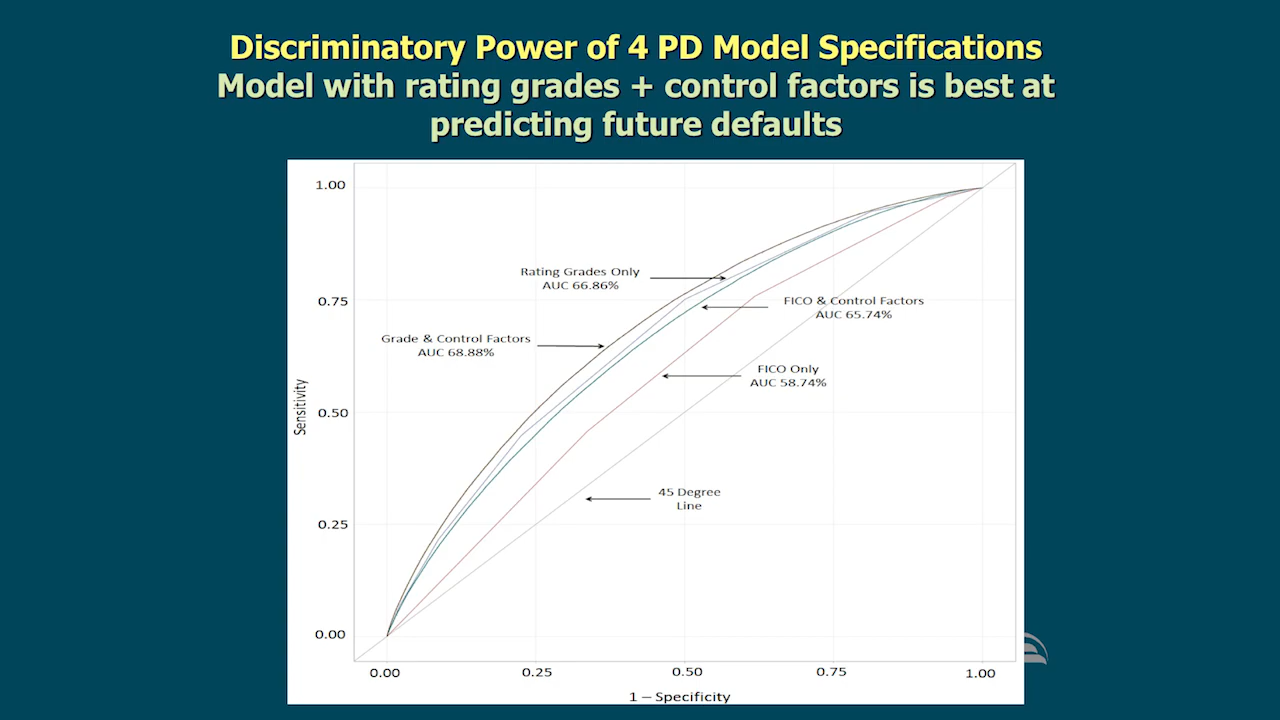 Discriminatory Power of 4 PD Model Specifications
Model with rating grades + control factors is best at
predicting future defaults
1.00
0.75
0.50
0.25
0.00
Sensitivity
Rating Grades Only
AUC 66.86%
FICO & Control Factors
AUC 65.74%
Grade & Control Factors
AUC 68.88%
FICO Only
AUC 58.74%
45 Degree
Line
0.00
0.25
0.50
0.75
1.00
1 – Specificity